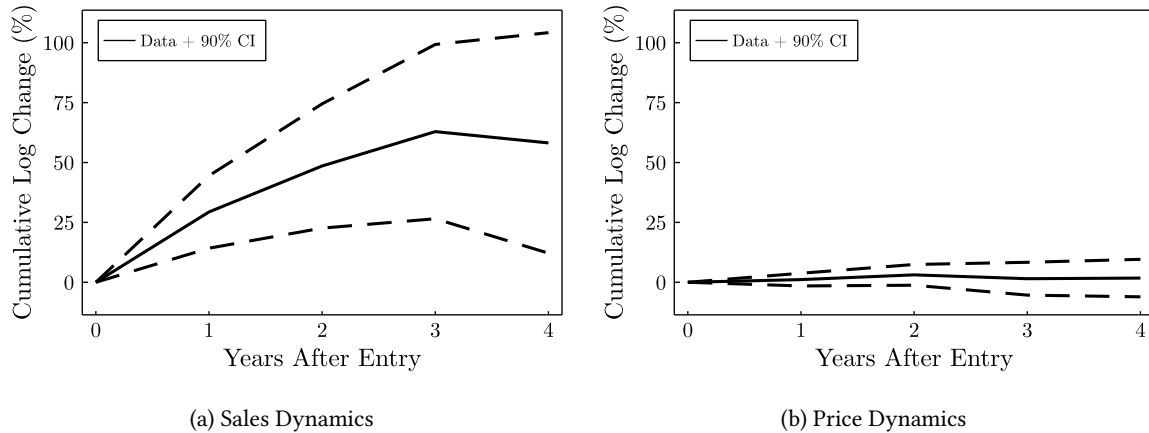 Cumulative Log Change (%)
100
75
50
25
0
Data + 90% CI
0 1 2 3 4
Years After Entry
(a) Sales Dynamics
Cumulative Log Change (%)
100
75
50
25
0
Data + 90% CI
0 1 2 3 4
Years After Entry
(b) Price Dynamics